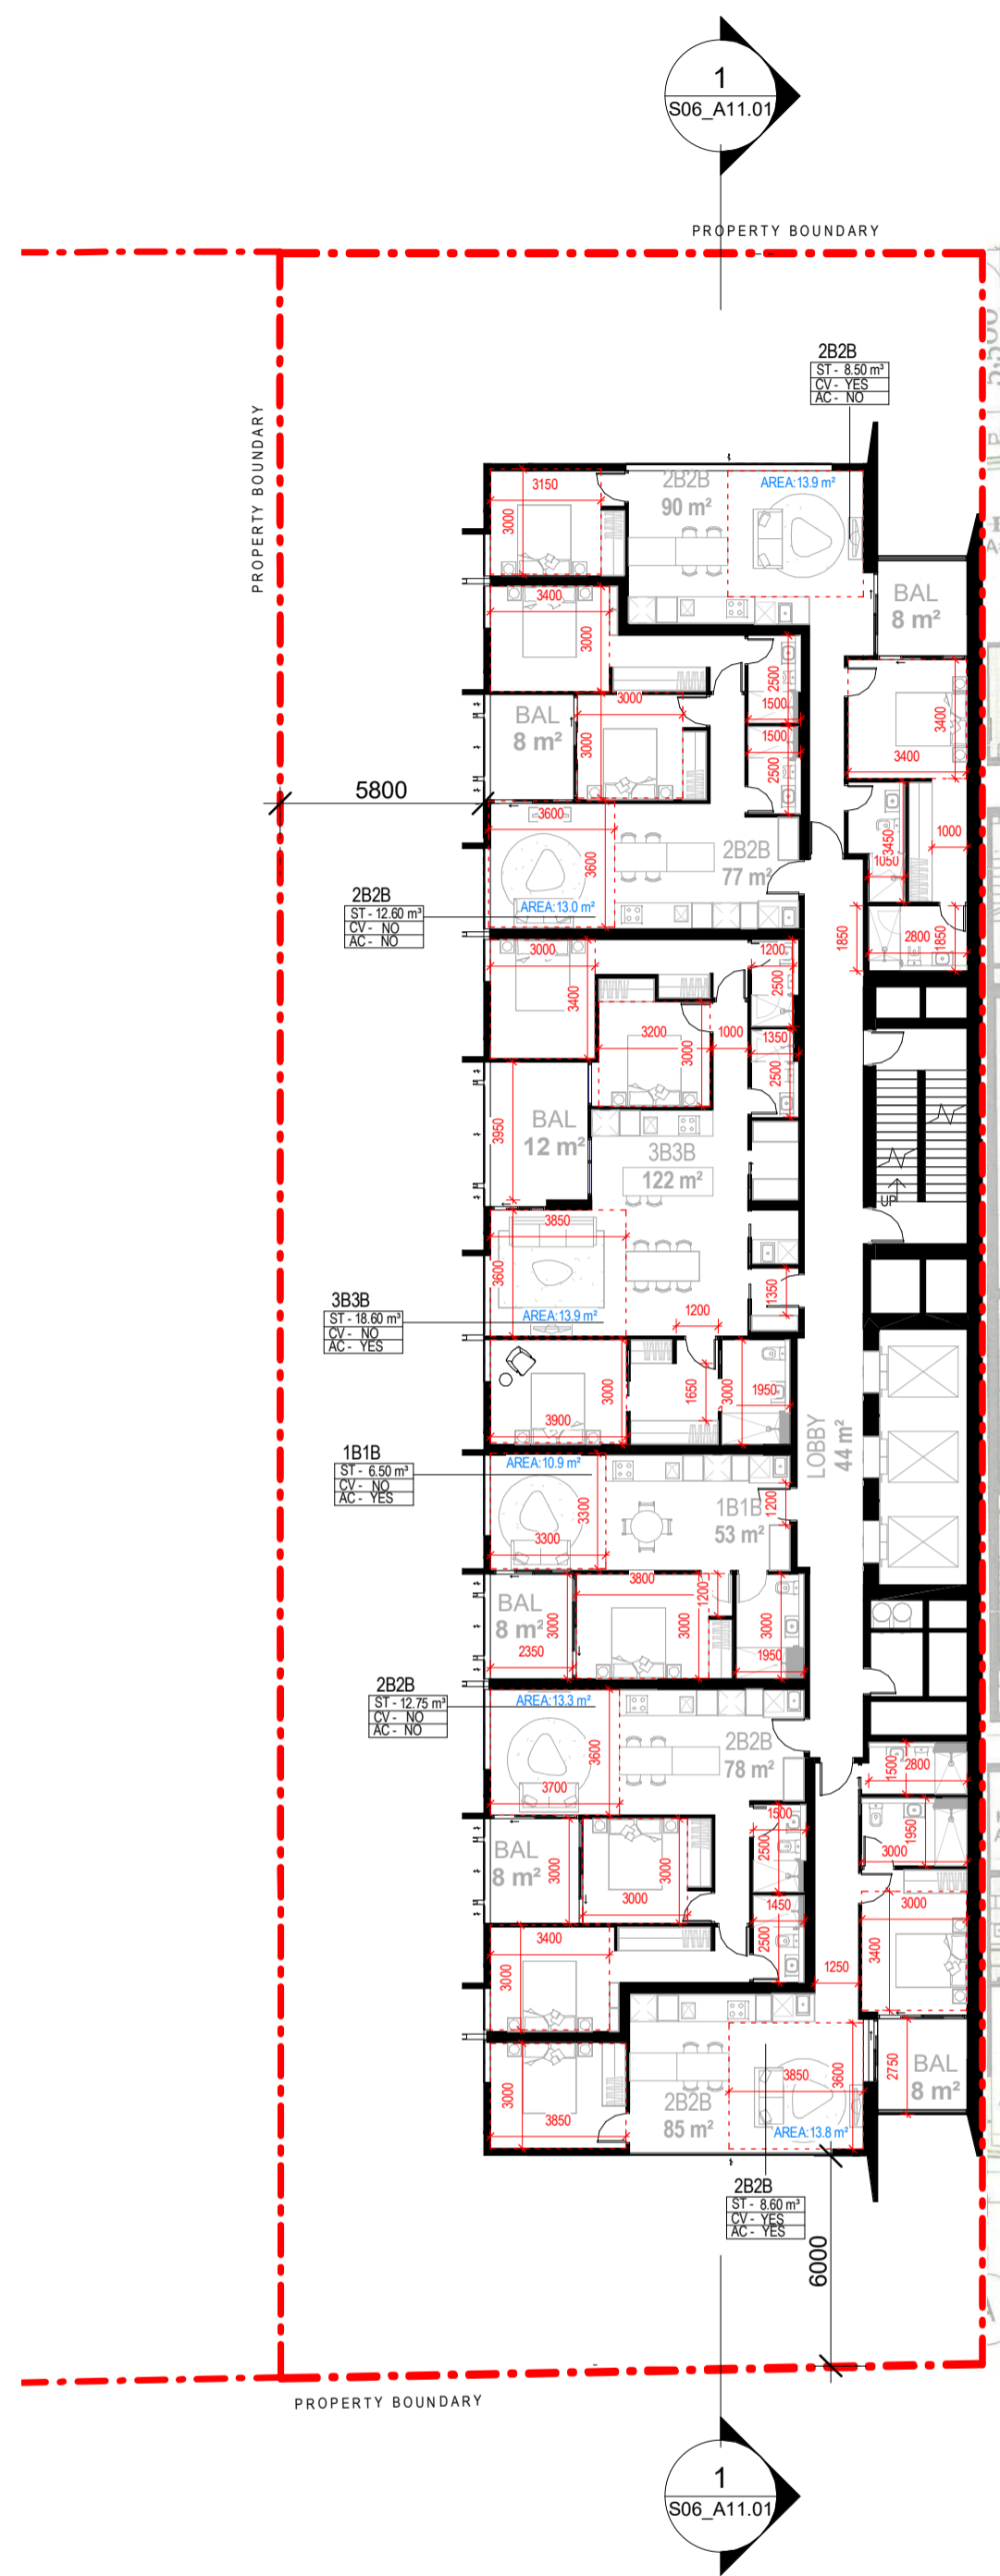 1
S06_A11.01
PROPERTY BOUNDARY
PROPERTY BOUNDARY
2B2B
ST - 8.50 m³
CV - YES
AC - NO
3150
3000
2B2B
90 m²
AREA:13.9 m²
BAL
8 m²
3400
3000
2500
1500
3400
3400
BAL
8 m²
3000
3000
1500
2500
5800
3600
3600
2B2B
77 m²
AREA:13.0 m²
3450
1050
1000
2B2B
ST - 12.60 m³
CV - NO
AC - NO
1850
2800
1850
3000
3400
1200
2500
3200
3000
1000
1350
2500
3950
BAL
12 m²
3B3B
122 m²
UP
3850
3600
AREA:13.9 m²
1350
1200
3B3B
ST - 18.60 m³
CV - NO
AC - YES
3000
3900
1650
3000
1950
LOBBY
44 m²
1B1B
ST - 6.50 m³
CV - NO
AC - YES
AREA:10.9 m²
3300
3300
1B1B
53 m²
1200
BAL
8 m²
3000
2350
3800
3000
1200
3000
1950
2B2B
ST - 12.75 m³
CV - NO
AC - NO
AREA:13.3 m²
3600
3700
2B2B
78 m²
1500
2800
1950
3000
BAL
8 m²
3000
3000
3000
1500
2500
1450
2500
3400
3000
3000
3400
1250
3000
3850
2B2B
85 m²
3850
3600
AREA:13.8 m²
2750
BAL
8 m²
2B2B
ST - 8.60 m³
CV - YES
AC - YES
6000
PROPERTY BOUNDARY
1
S06_A11.01